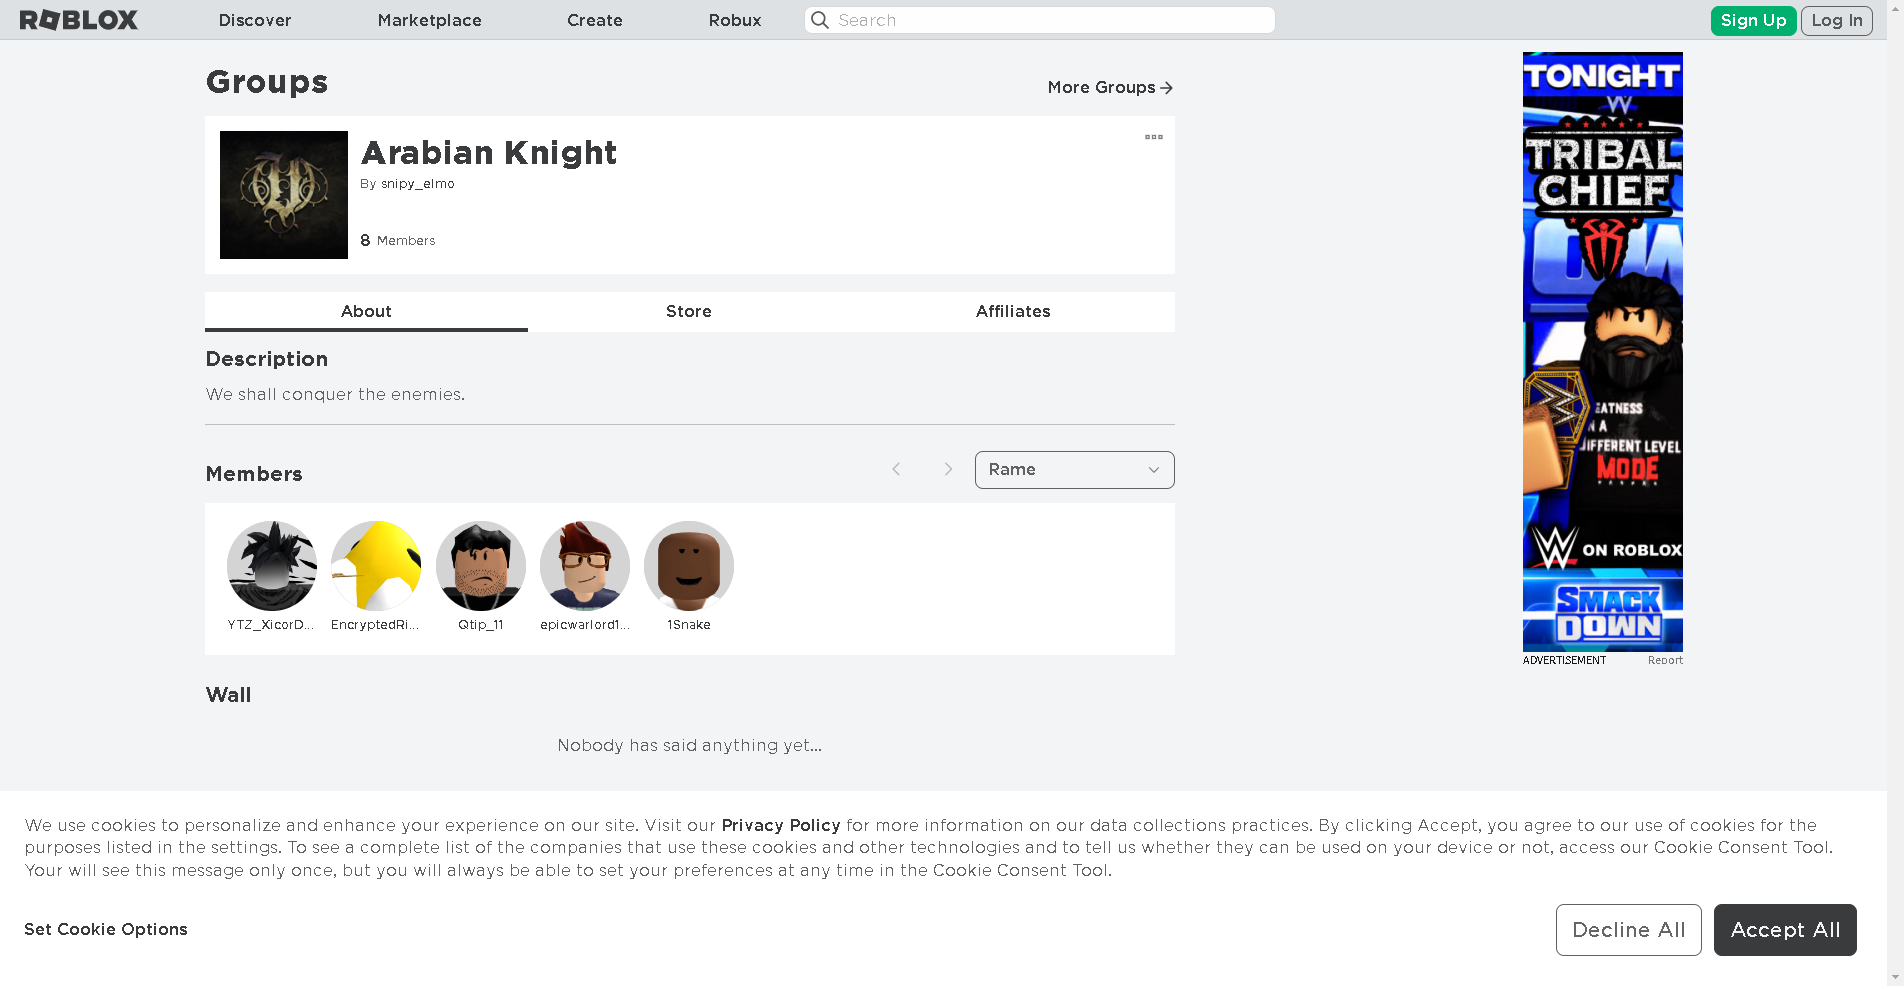 ROBLOX
Discover
Marketplace
Create
Robux
Search
Sign Up
Log In
Groups
More Groups
Arabian Knight
By snipy_elmo
8 Members
About
Store
Affiliates
Description
We shall conquer the enemies.
Members
Rame
YTZ_XicorD...
EncryptedRi...
Qtip_11
epicwarlord1...
1Snake
Wall
Nobody has said anything yet...
TONIGHT
W
TRIBAL
CHIEF
EATNESS
N A
IFFERENT LEVEL
MODE
W ON ROBLOX
SMACK
DOWN
ADVERTISEMENT
Report
We use cookies to personalize and enhance your experience on our site. Visit our Privacy Policy for more information on our data collections practices. By clicking Accept, you agree to our use of cookies for the
purposes listed in the settings. To see a complete list of the companies that use these cookies and other technologies and to tell us whether they can be used on your device or not, access our Cookie Consent Tool.
Your will see this message only once, but you will always be able to set your preferences at any time in the Cookie Consent Tool.
Set Cookie Options
Decline All
Accept All